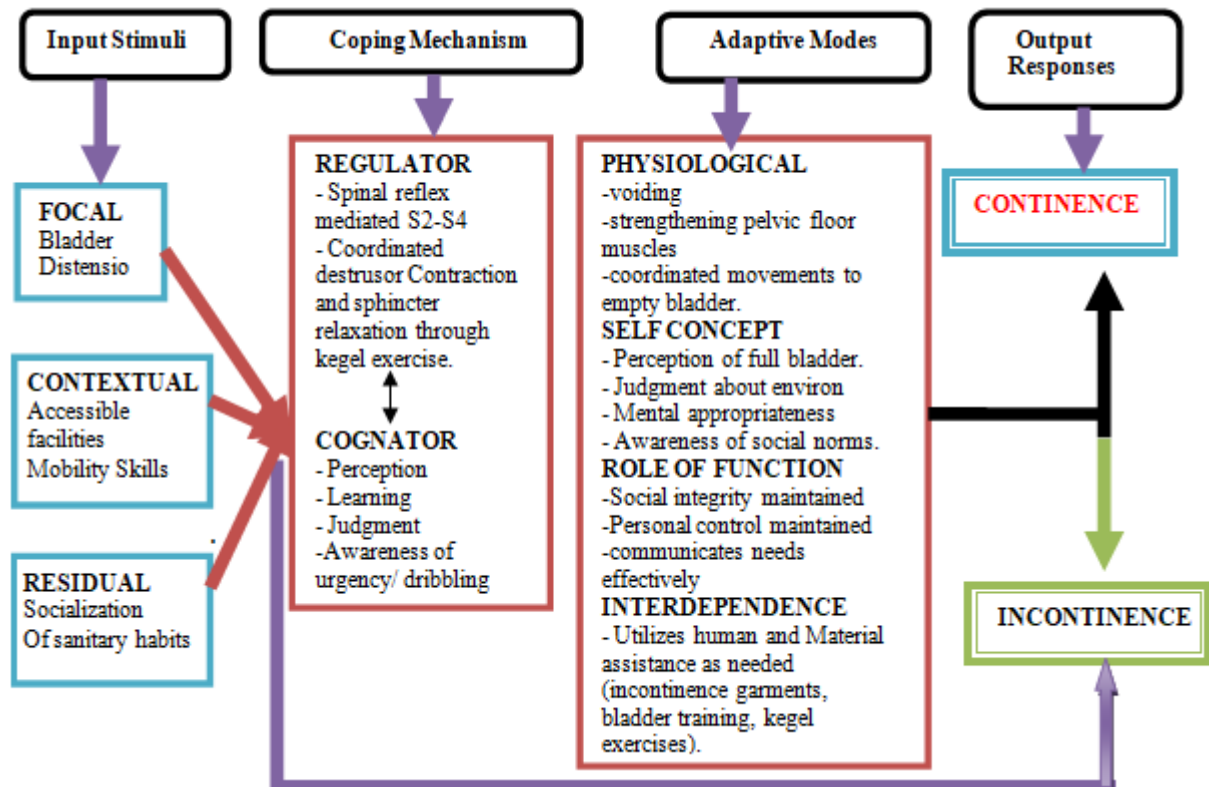 Input Stimuli
Coping Mechanism
Adaptive Modes
Output
Responses
FOCAL
Bladder
Distensio
CONTEXTUAL
Accessible
facilities
Mobility Skills
.
RESIDUAL
Socialization
Of sanitary habits
REGULATOR
- Spinal reflex
mediated S2-S4
- Coordinated
destrusor Contraction
and sphincter
relaxation through
kegel exercise.
COGNATOR
- Perception
- Learning
- Judgment
-Awareness of
urgency/ dribbling
PHYSIOLOGICAL
-voiding
-strengthening pelvic floor
muscles
-coordinated movements to
empty bladder.
SELF CONCEPT
- Perception of full bladder.
- Judgment about environ
- Mental appropriateness
- Awareness of social norms.
ROLE OF FUNCTION
-Social integrity maintained
-Personal control maintained
-communicates needs
effectively
INTERDEPENDENCE
- Utilizes human and Material
assistance as needed
(incontinence garments,
bladder training, kegel
exercises).
CONTINENCE
INCONTINENCE